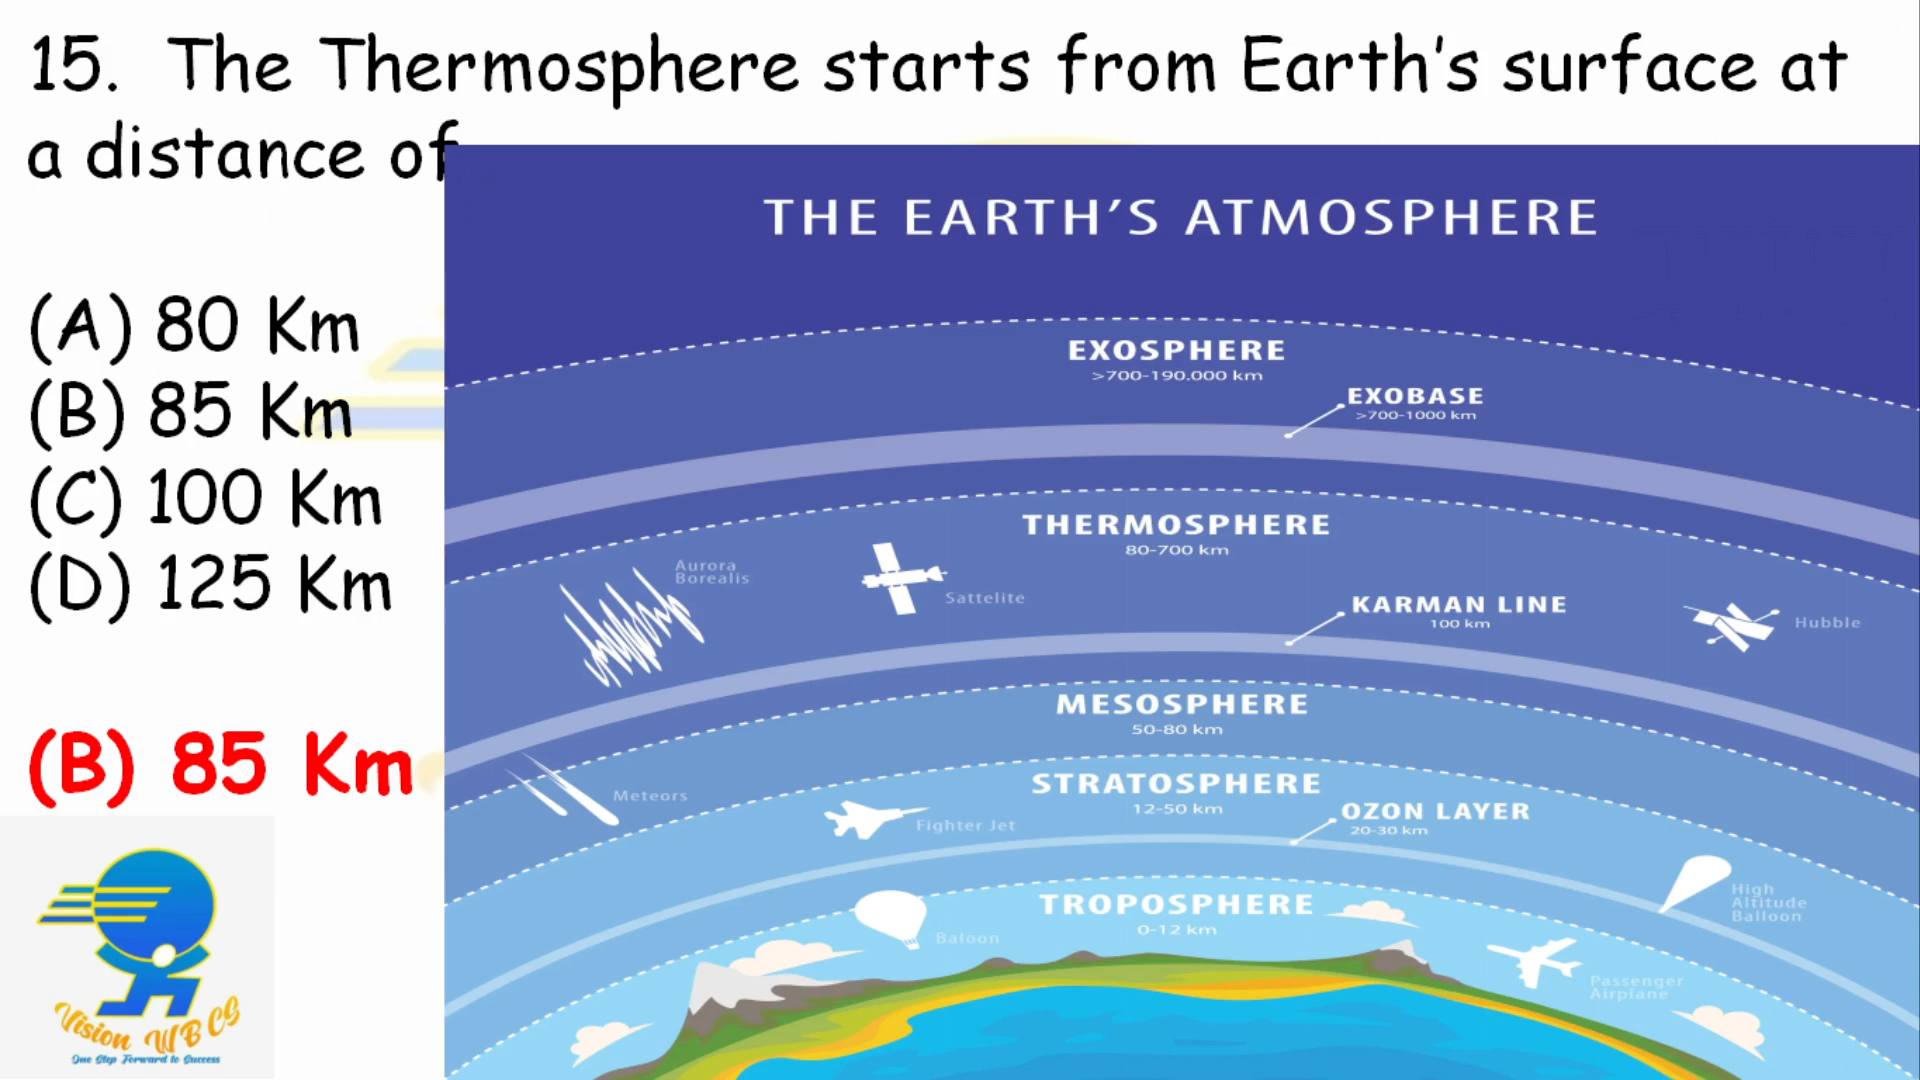 15. The Thermosphere starts from Earth's surface at
a distance of
(A) 80 Km
(B) 85 Km
(C) 100 Km
(D) 125 Km
(B) 85 Km
THE EARTH'S ATMOSPHERE
EXOSPHERE
>700-190.000 km
EXOBASE
>700-1000 km
THERMOSPHERE
80-700 km
Aurora
Borealis
Sattelite
KARMAN LINE
100 km
Hubble
MESOSPHERE
50-80 km
Meteors
STRATOSPHERE
12-50 km
Fighter Jet
OZON LAYER
20-30 km
High
Altitude
Balloon
TROPOSPHERE
0-12 km
Baloon
Passenger
Airplane
Vision WBCS
One Step Forward to Success